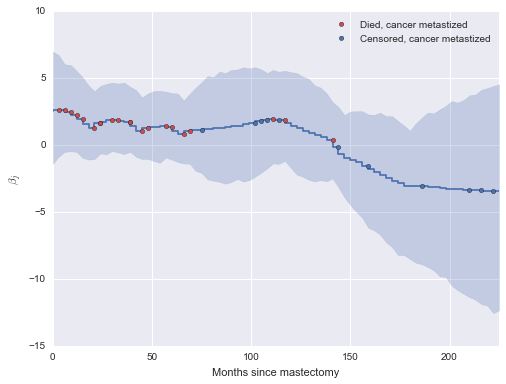 10
Died, cancer metastized
Censored, cancer metastized
5
0
βj
−5
−10
−15
0 50 100 150 200
Months since mastectomy